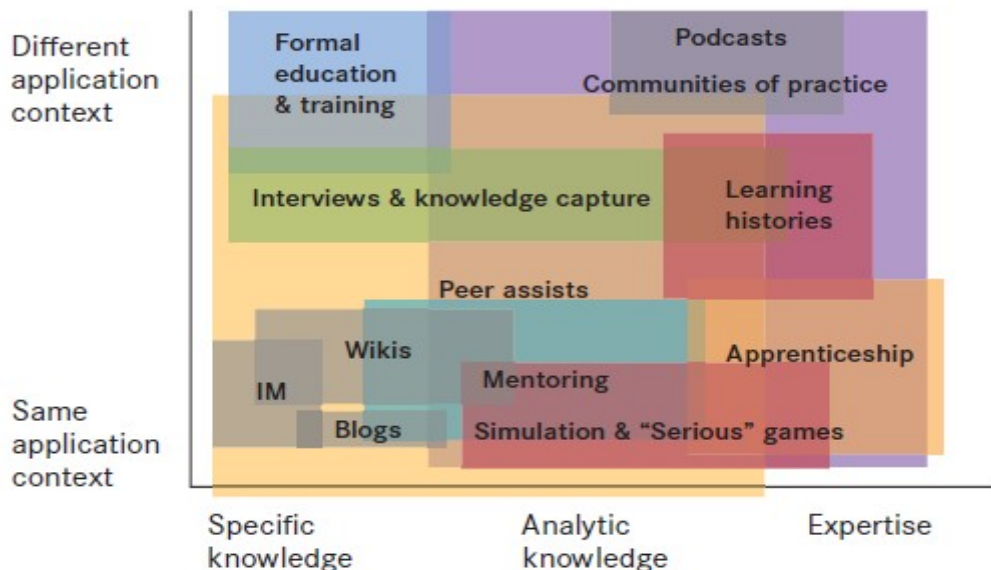 Different
application
context
Formal
education
& training
Podcasts
Communities of practice
Interviews & knowledge capture
Learning
histories
Peer assists
Wikis
Apprenticeship
IM
Mentoring
Same
application
context
Blogs
Simulation & “Serious” games
Specific
knowledge
Analytic
knowledge
Expertise